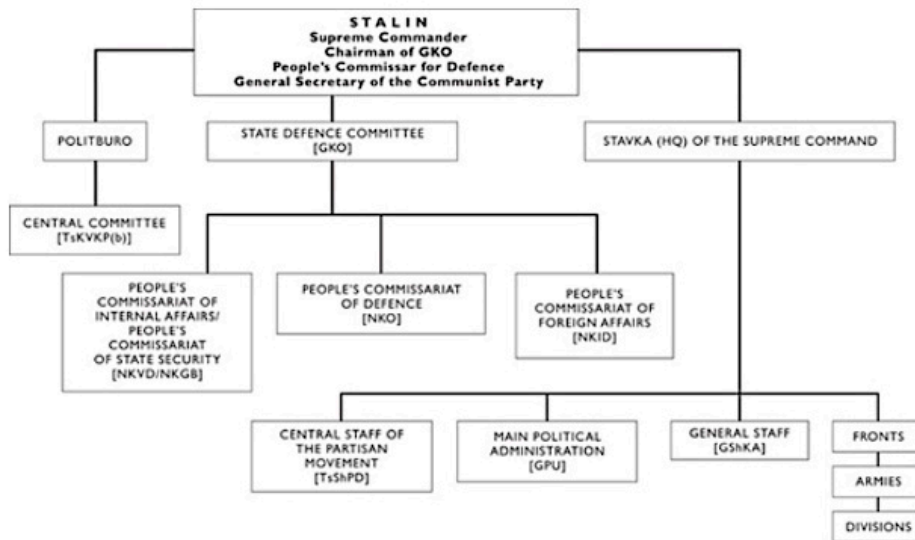 STALIN
Supreme Commander
Chairman of GKO
People's Commissar for Defence
General Secretary of the Communist Party
POLITBURO
STATE DEFENCE COMMITTEE
[GKO]
STAVKA (HQ) OF THE SUPREME COMMAND
CENTRAL COMMITTEE
[TsKVKP(b)]
PEOPLE'S
COMMISSARIAT OF
INTERNAL AFFAIRS/
PEOPLE'S
COMMISSARIAT
OF STATE SECURITY
[NKVD/NKGB]
PEOPLE'S COMMISSARIAT
OF DEFENCE
[NKO]
PEOPLE'S
COMMISSARIAT OF
FOREIGN AFFAIRS
[NKID]
CENTRAL STAFF OF
THE PARTISAN
MOVEMENT
[TsShPD]
MAIN POLITICAL
ADMINISTRATION
[GPU]
GENERAL STAFF
[GShKA]
FRONTS
ARMIES
DIVISIONS